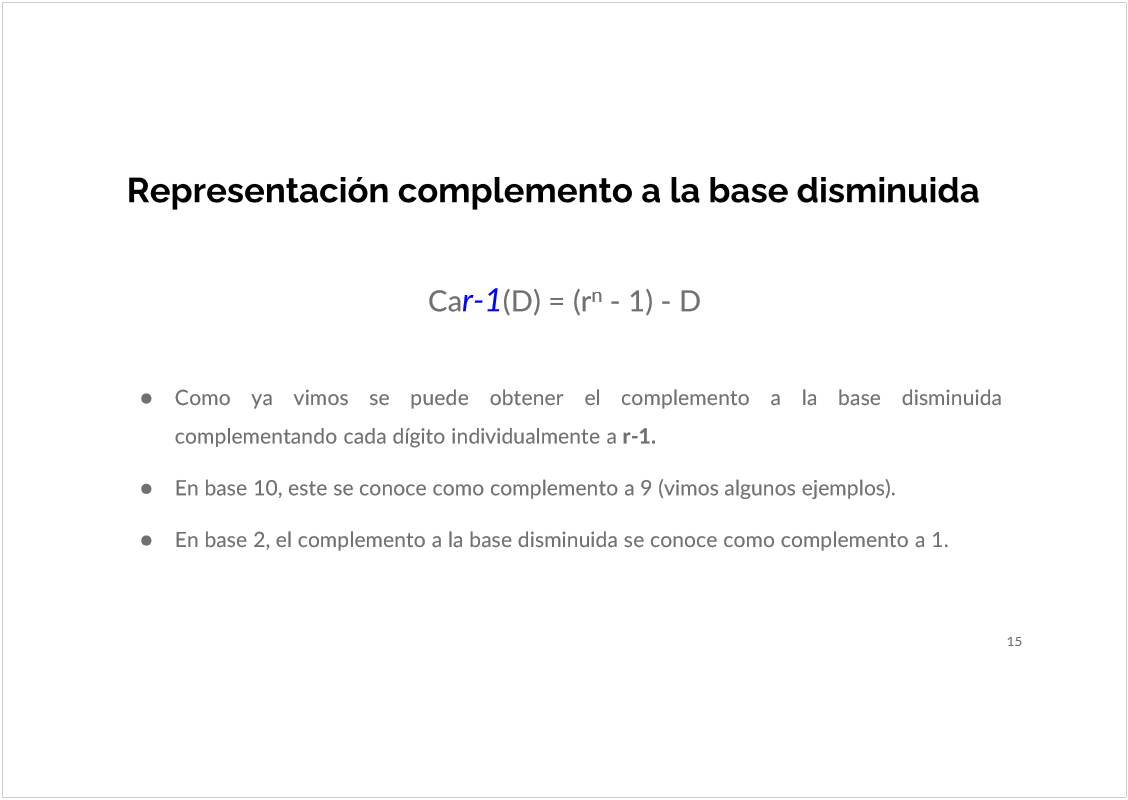 Representación complemento a la base disminuida
Car-1(D) = (rⁿ - 1) - D
● Como ya vimos se puede obtener el complemento a la base disminuida
complementando cada dígito individualmente a r-1.
● En base 10, este se conoce como complemento a 9 (vimos algunos ejemplos).
● En base 2, el complemento a la base disminuida se conoce como complemento a 1.
15